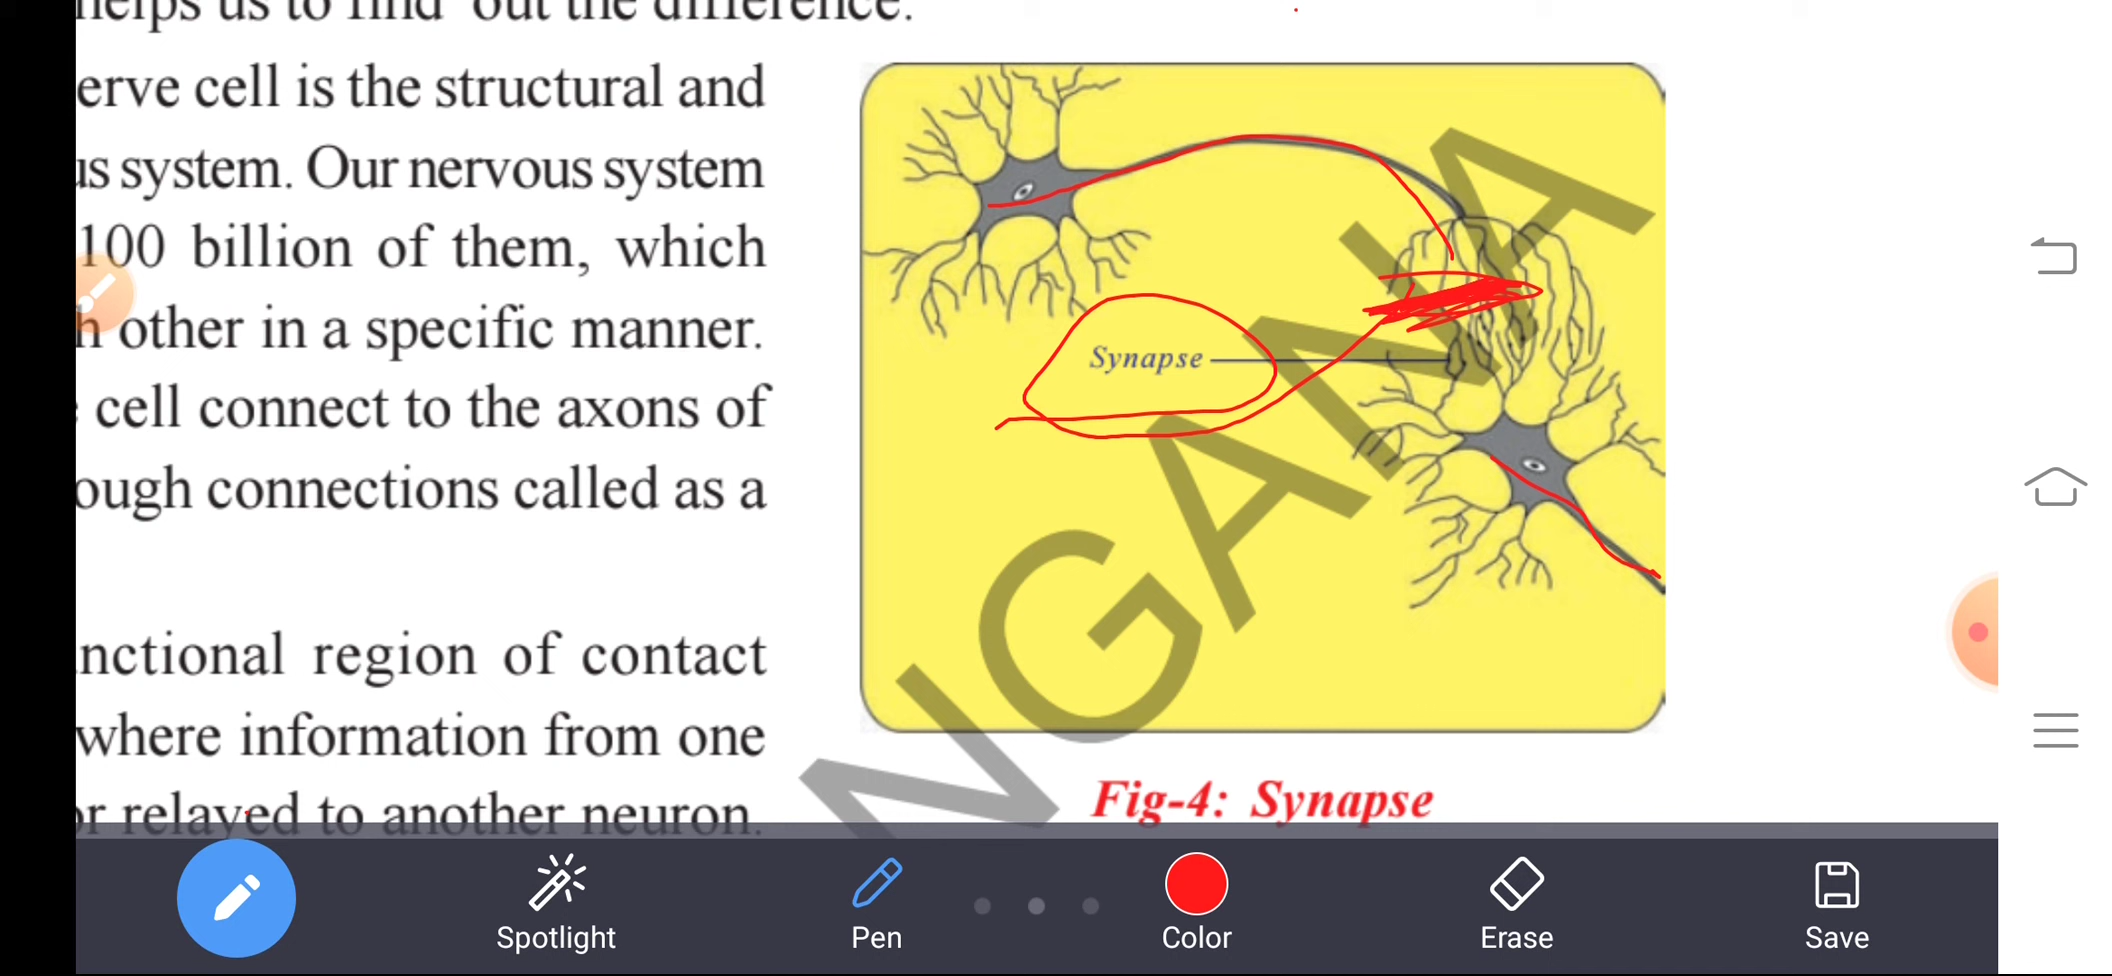 helps us to find out the difference.
erve cell is the structural and
us system. Our nervous system
100 billion of them, which
h other in a specific manner.
cell connect to the axons of
ough connections called as a
nctional region of contact
where information from one
or relayed to another neuron.
Synapse
NGANA
Fig-4: Synapse
Spotlight
Pen
Color
Erase
Save